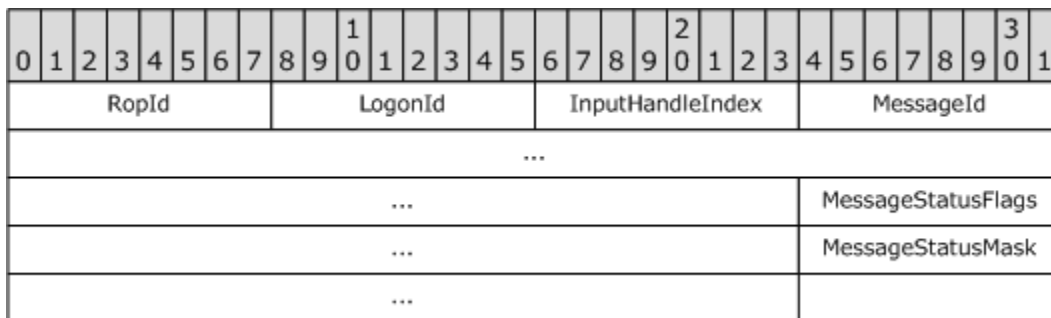 1 2 3
0 1 2 3 4 5 6 7 8 9 0 1 2 3 4 5 6 7 8 9 0 1 2 3 4 5 6 7 8 9 0 1
RopId LogonId InputHandleIndex MessageId
...
... MessageStatusFlags
... MessageStatusMask
...